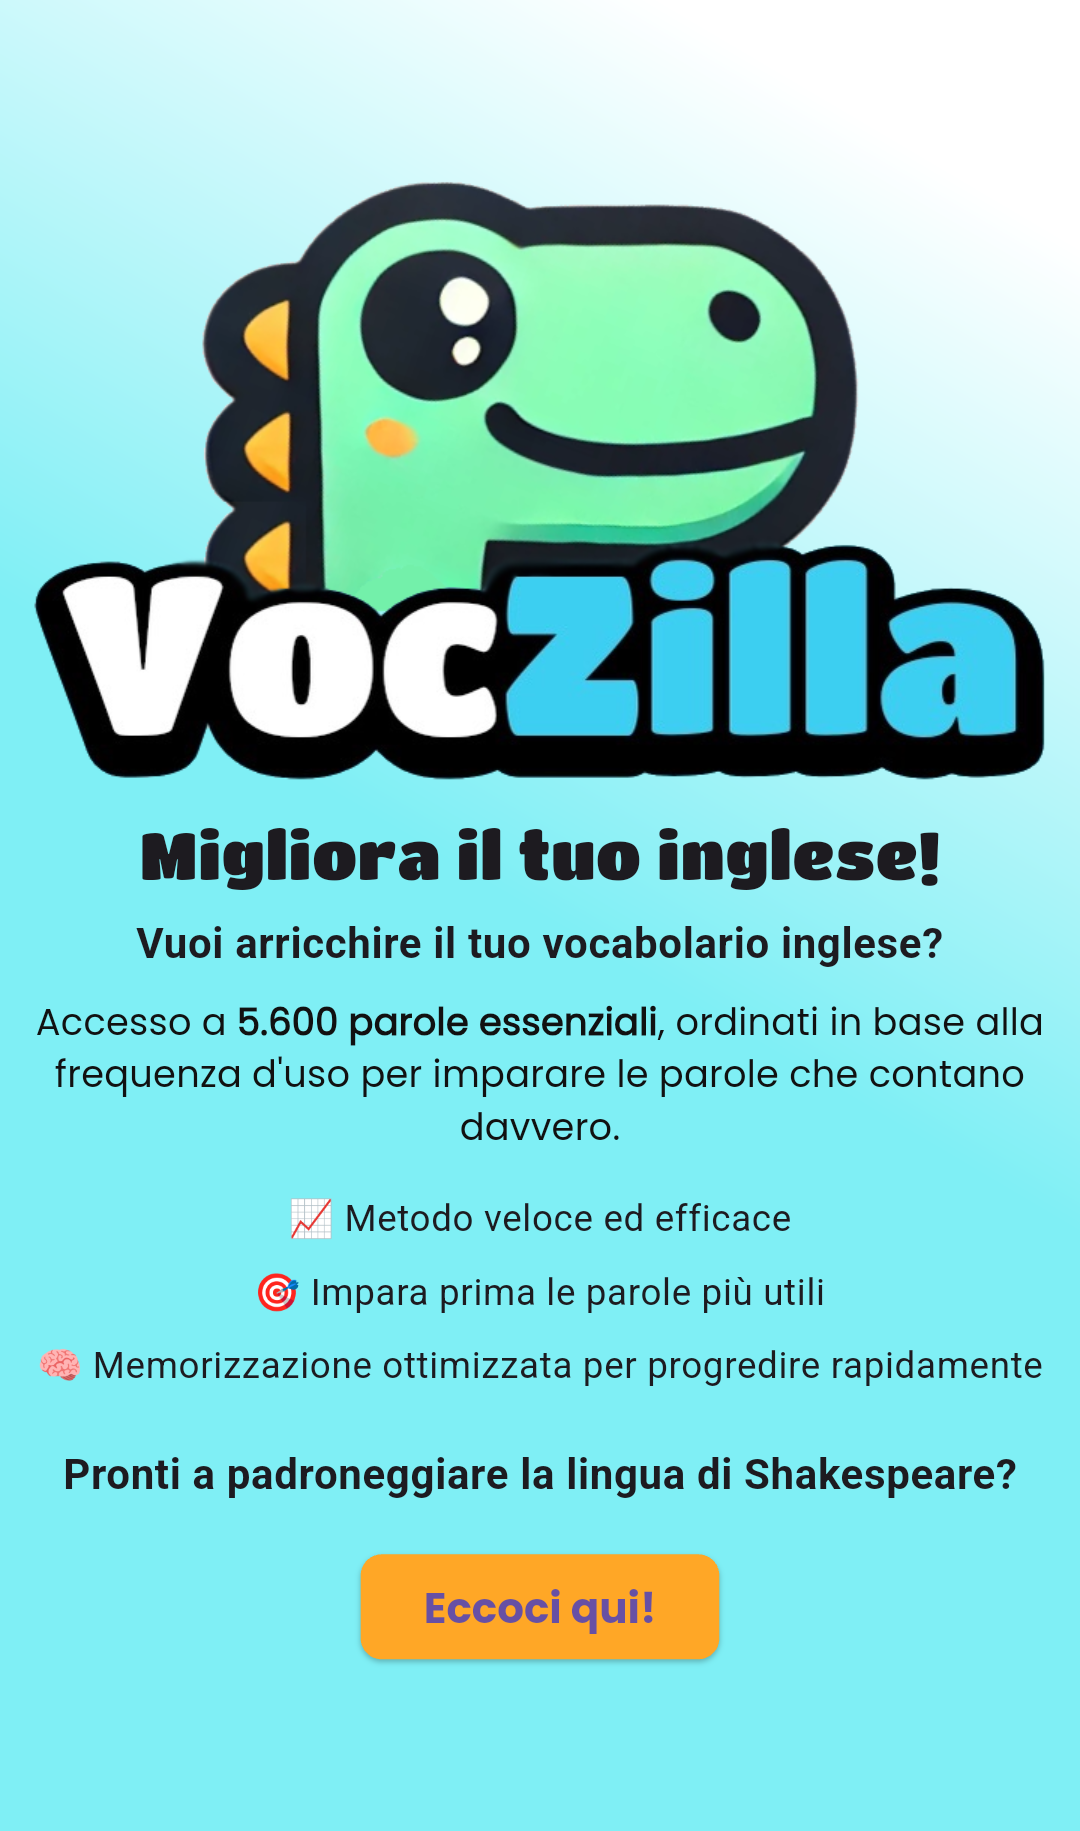 VocZilla
Migliora il tuo inglese!
Vuoi arricchire il tuo vocabolario inglese?
Accesso a 5.600 parole essenziali, ordinati in base alla
frequenza d'uso per imparare le parole che contano
davvero.
📈 Metodo veloce ed efficace
🎯 Impara prima le parole più utili
🧠 Memorizzazione ottimizzata per progredire rapidamente
Pronti a padroneggiare la lingua di Shakespeare?
Eccoci qui!